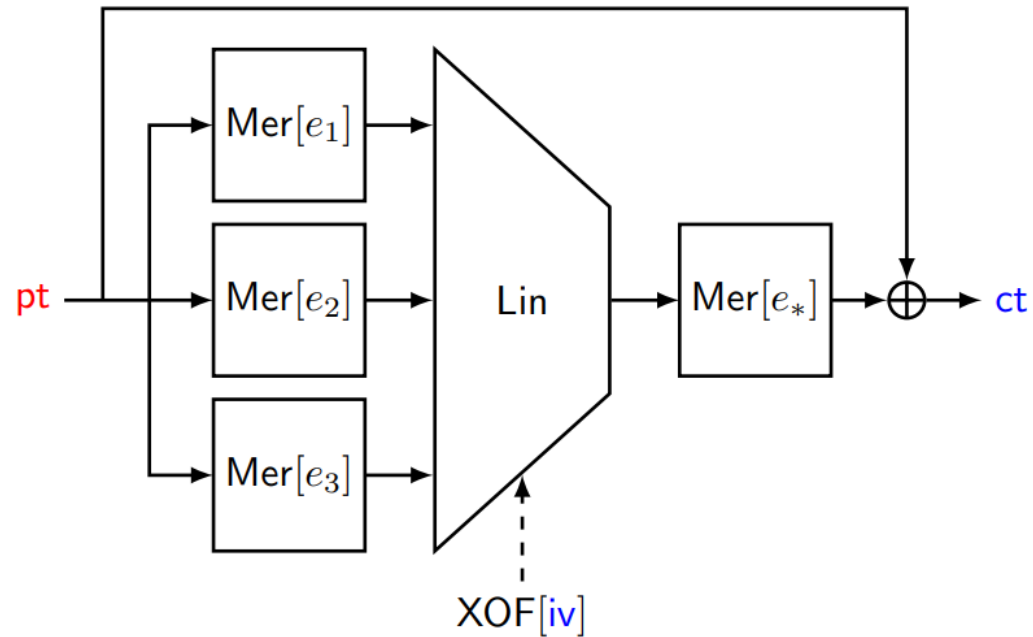 Mer[e₁]
pt
Mer[e₂]
Lin
Mer[e∗]
ct
Mer[e₃]
XOF[iv]